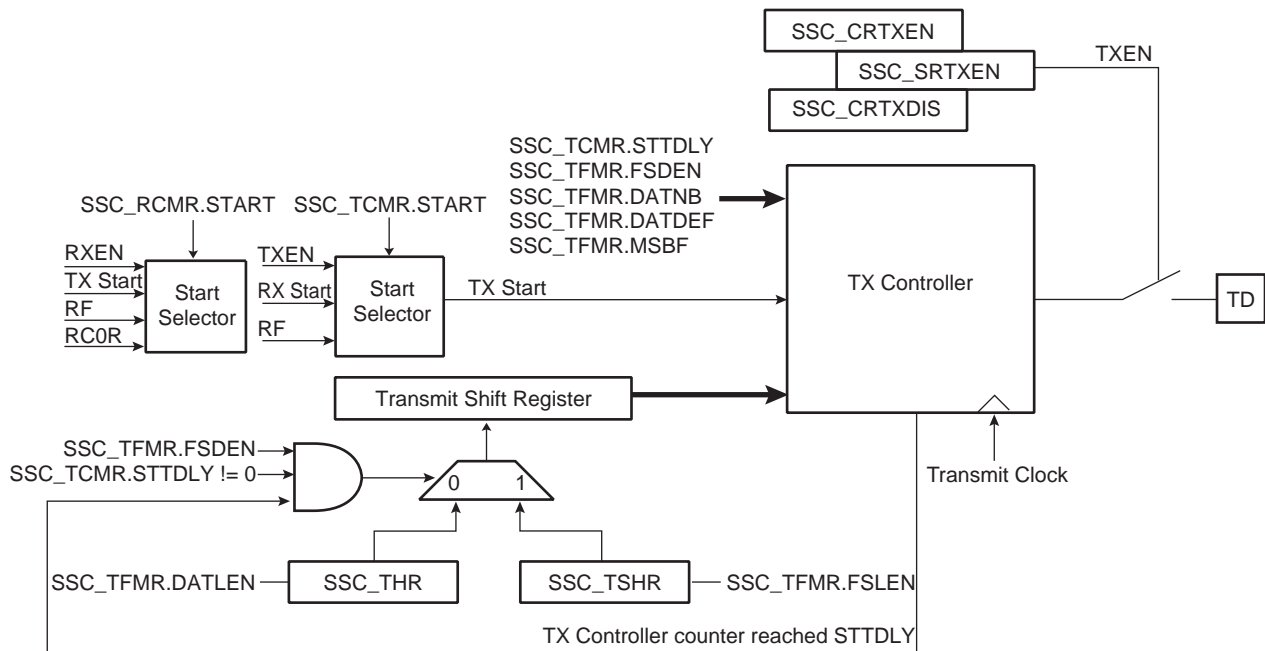 SSC_CRTXEN
SSC_SRTXEN
SSC_CRTXDIS
TXEN
SSC_TCMR.STTDLY
SSC_TFMR.FSDEN
SSC_TFMR.DATNB
SSC_TFMR.DATDEF
SSC_TFMR.MSBF
SSC_RCMR.START
SSC_TCMR.START
RXEN
TX Start
RF
RC0R
Start
Selector
TXEN
RX Start
RF
Start
Selector
TX Start
TX Controller
TD
Transmit Shift Register
SSC_TFMR.FSDEN
SSC_TCMR.STTDLY != 0
0
1
Transmit Clock
SSC_TFMR.DATLEN
SSC_THR
SSC_TSHR
SSC_TFMR.FSLEN
TX Controller counter reached STTDLY